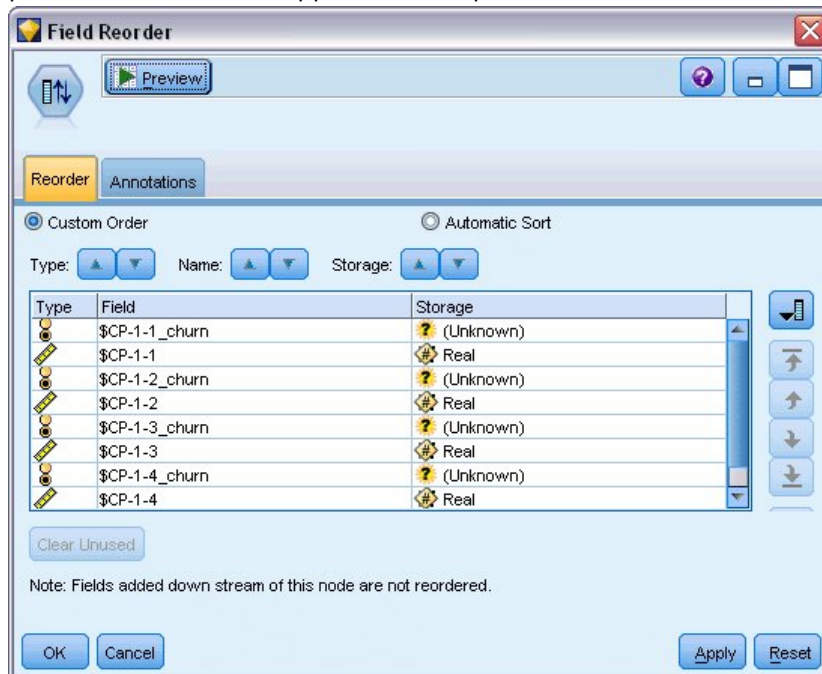 Field Reorder
Preview
Reorder Annotations
Custom Order Automatic Sort
Type: Name: Storage:
Type Field Storage
$CP-1-1_churn ? (Unknown)
$CP-1-1 # Real
$CP-1-2_churn ? (Unknown)
$CP-1-2 # Real
$CP-1-3_churn ? (Unknown)
$CP-1-3 # Real
$CP-1-4_churn ? (Unknown)
$CP-1-4 # Real
Clear Unused
Note: Fields added down stream of this node are not reordered.
OK Cancel Apply Reset